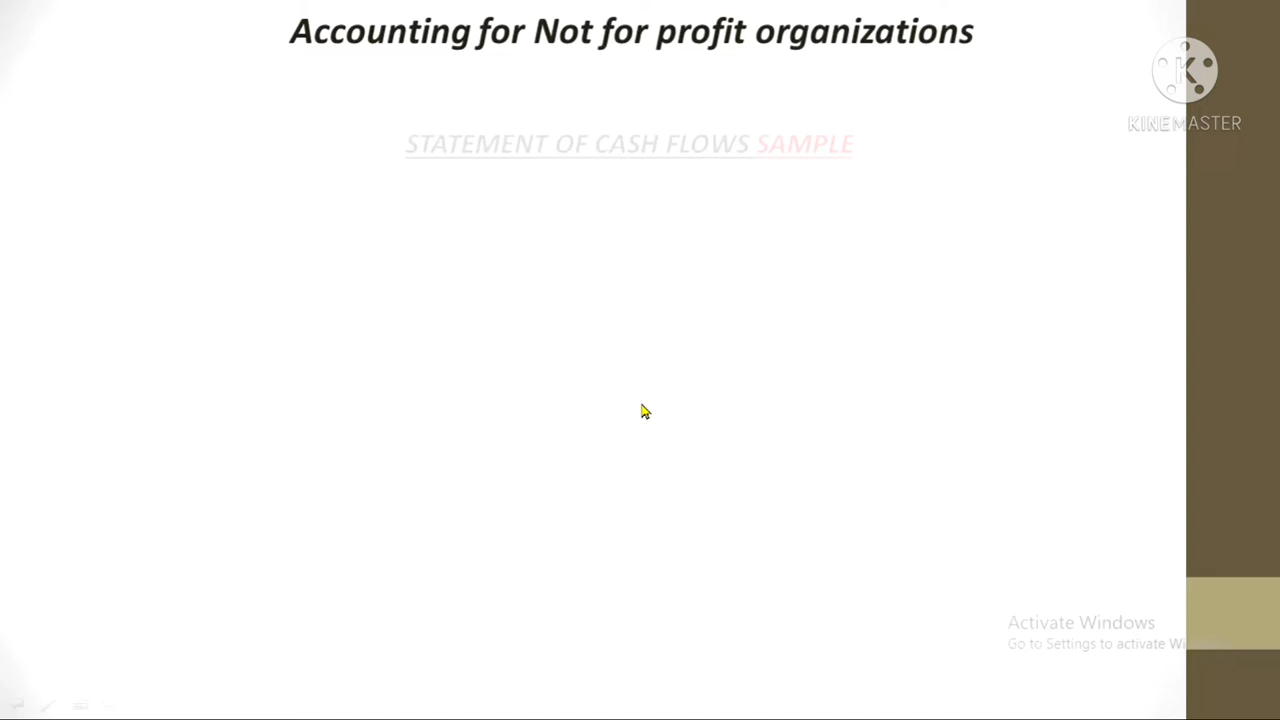 Accounting for Not for profit organizations
KINEMASTER
STATEMENT OF CASH FLOWS SAMPLE
Activate Windows
Go to Settings to activate Wi